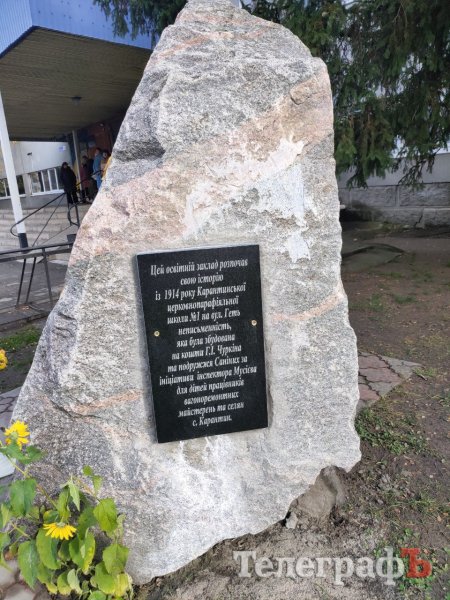 Цей освітній заклад розпочав
свою історію
із 1914 року Карантинської
церковнопарафіяльної
школи №1 на вул. Геть
неписьменність,
яка була збудована
на кошти Г.І. Чуркіна
та подружжя Саніних за
ініціативи інспектора Мусієва
для дітей працівників
вагоноремонтних
майстерень та селян
с. Карантин.
ТелеграфЪ